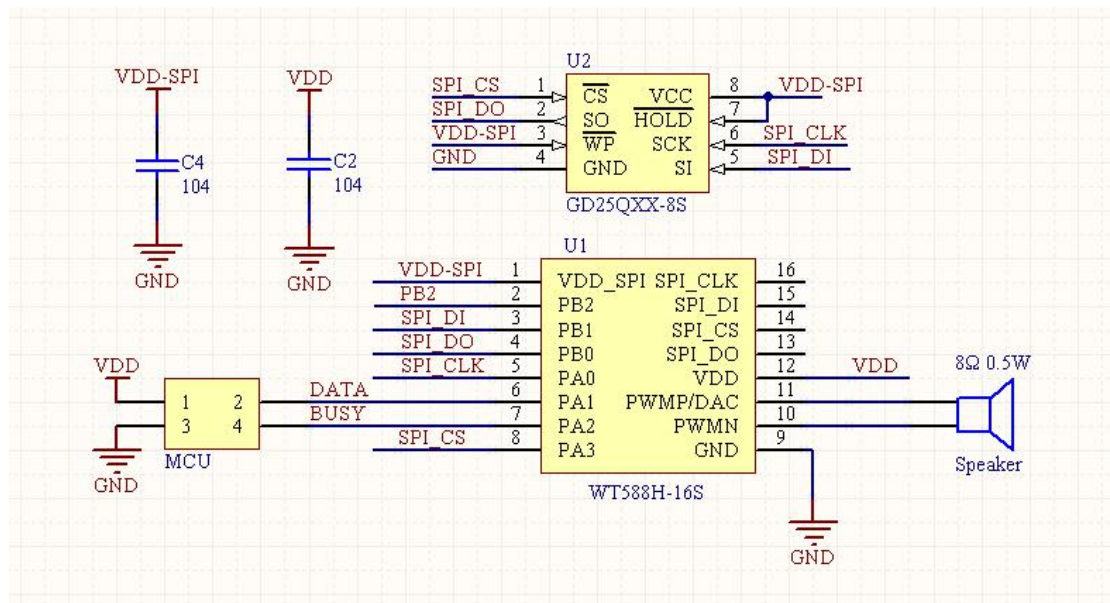 VDD-SPI
C4
104
GND
VDD
C2
104
GND
U2
SPI_CS 1 CS VCC 8 VDD-SPI
SPI_DO 2 SO HOLD 7
VDD-SPI 3 WP SCK 6 SPI_CLK
GND 4 GND SI 5 SPI_DI
GD25QXX-8S
U1
VDD-SPI 1 VDD_SPI SPI_CLK 16
PB2 2 PB2 SPI_DI 15
SPI_DI 3 PB1 SPI_CS 14
SPI_DO 4 PB0 SPI_DO 13
SPI_CLK 5 PA0 VDD 12 VDD
DATA 6 PA1 PWMP/DAC 11
BUSY 7 PA2 PWMN 10
SPI_CS 8 PA3 GND 9
WT588H-16S
VDD
1 2
3 4
MCU
GND
8Ω 0.5W
Speaker
GND